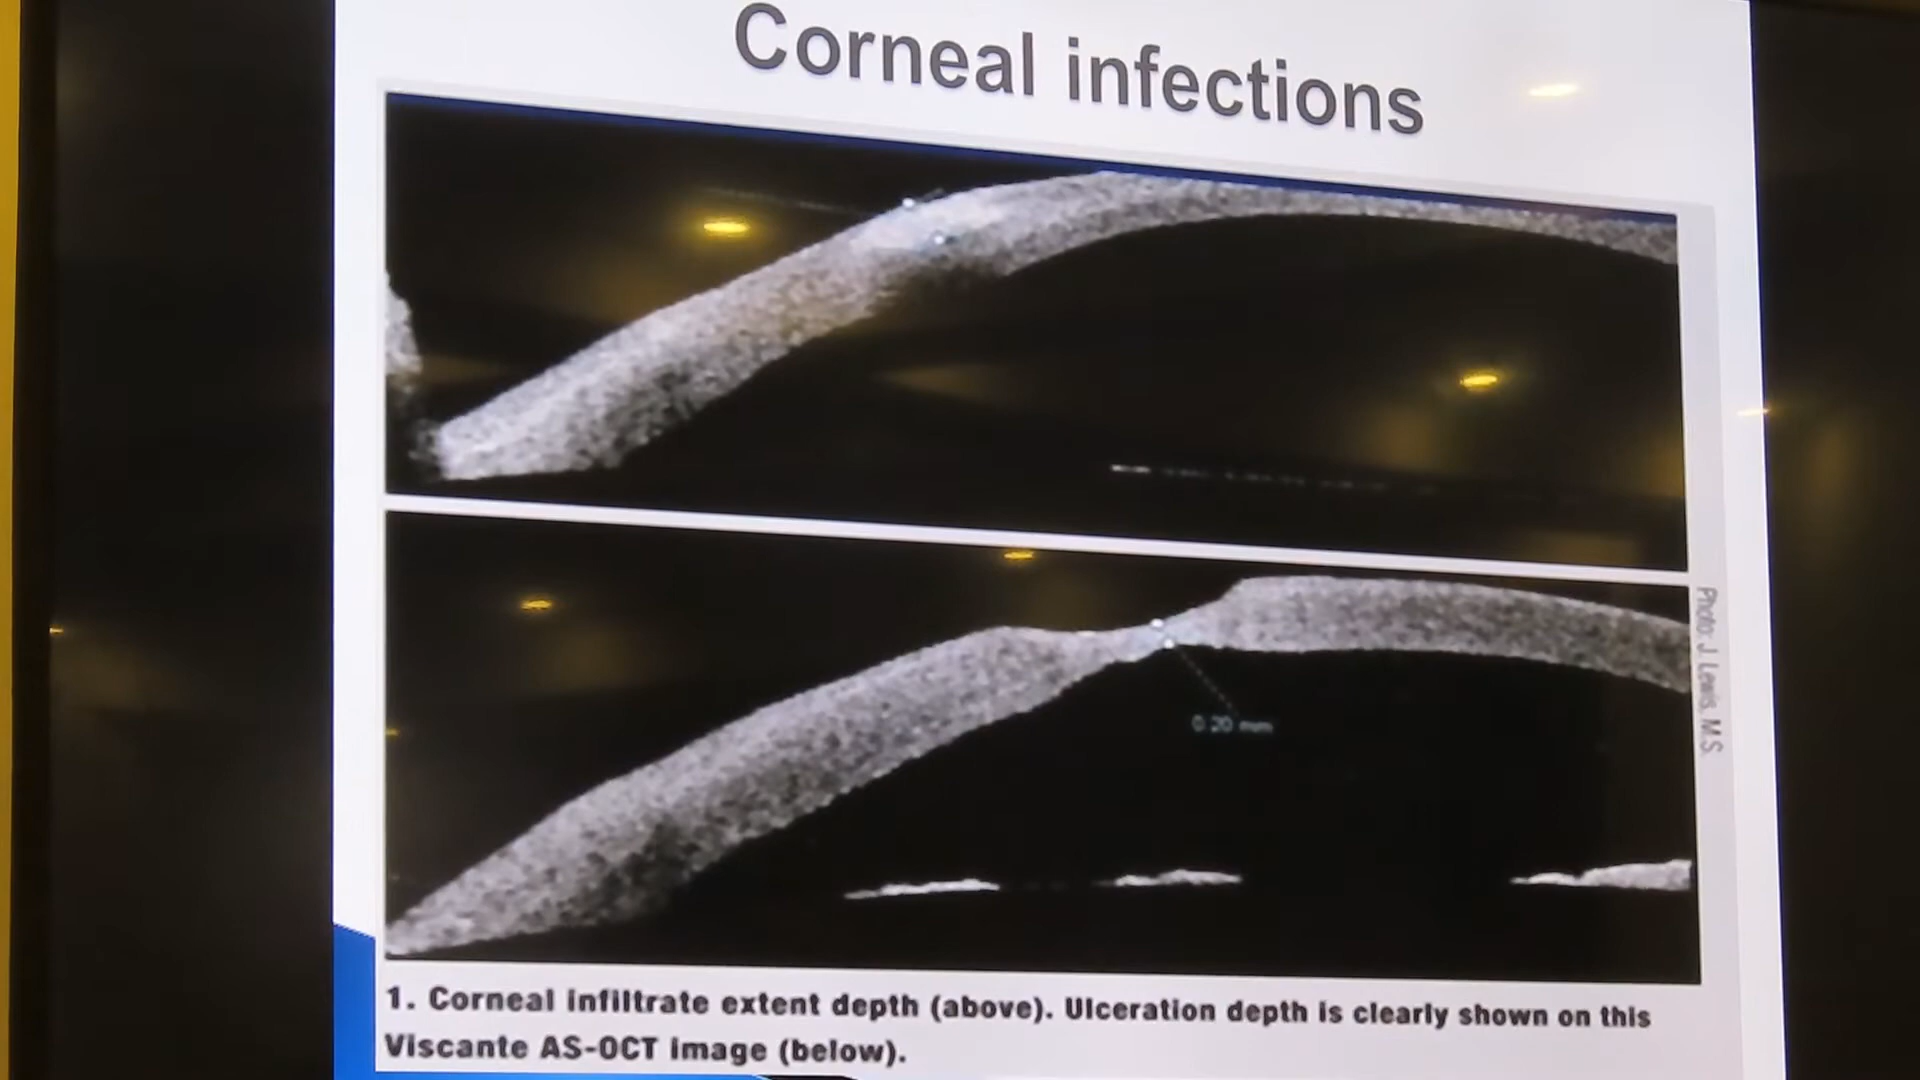 Corneal infections
0.20 mm
Photo: J. Lewis, M.S.
1. Corneal infiltrate extent depth (above). Ulceration depth is clearly shown on this
Viscante AS-OCT image (below).